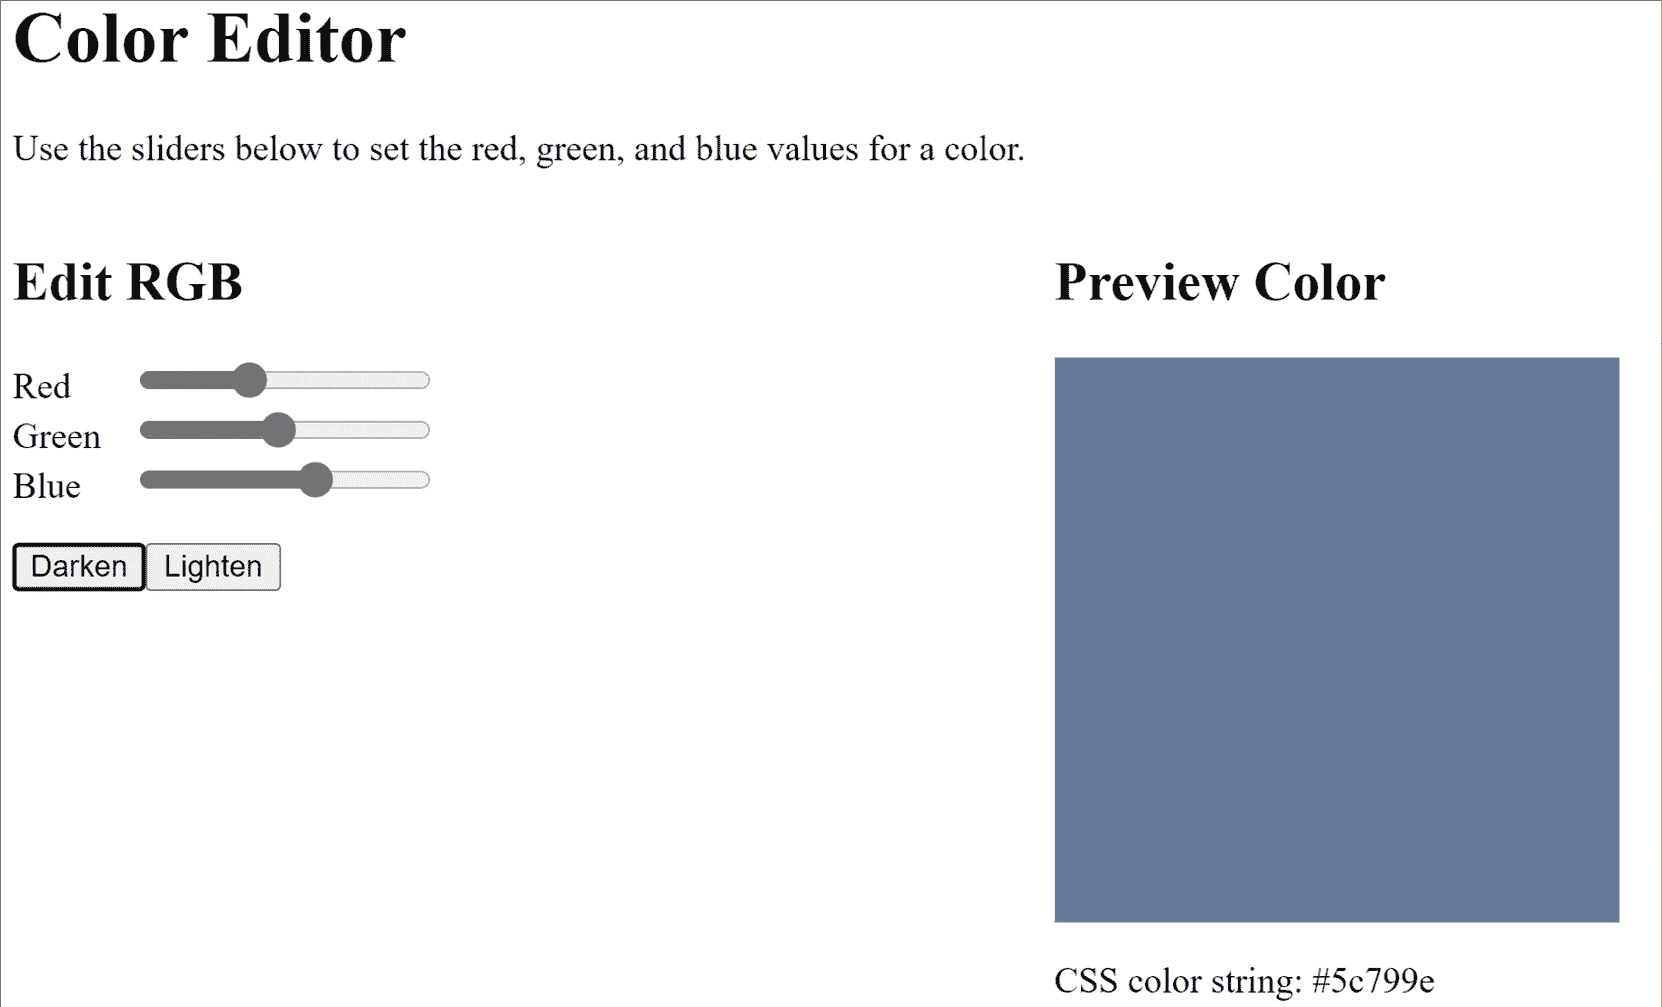 Color Editor
Use the sliders below to set the red, green, and blue values for a color.
Edit RGB
Red
Green
Blue
Darken
Lighten
Preview Color
CSS color string: #5c799e